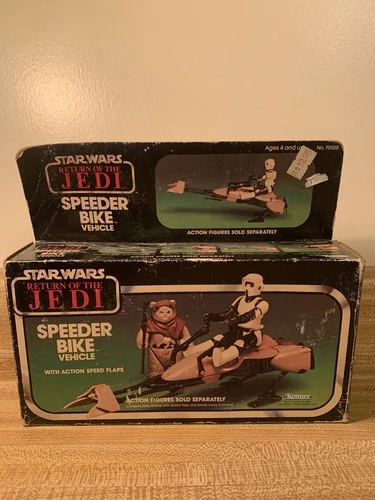 Ages 4 and up No. 70500
STAR WARS
RETURN OF THE
JEDI
SPEEDER
BIKE
VEHICLE
ACTION FIGURES SOLD SEPARATELY
STAR WARS
RETURN OF THE
JEDI
SPEEDER
BIKE
VEHICLE
WITH ACTION SPEED FLAPS
ACTION FIGURES SOLD SEPARATELY
Kenner